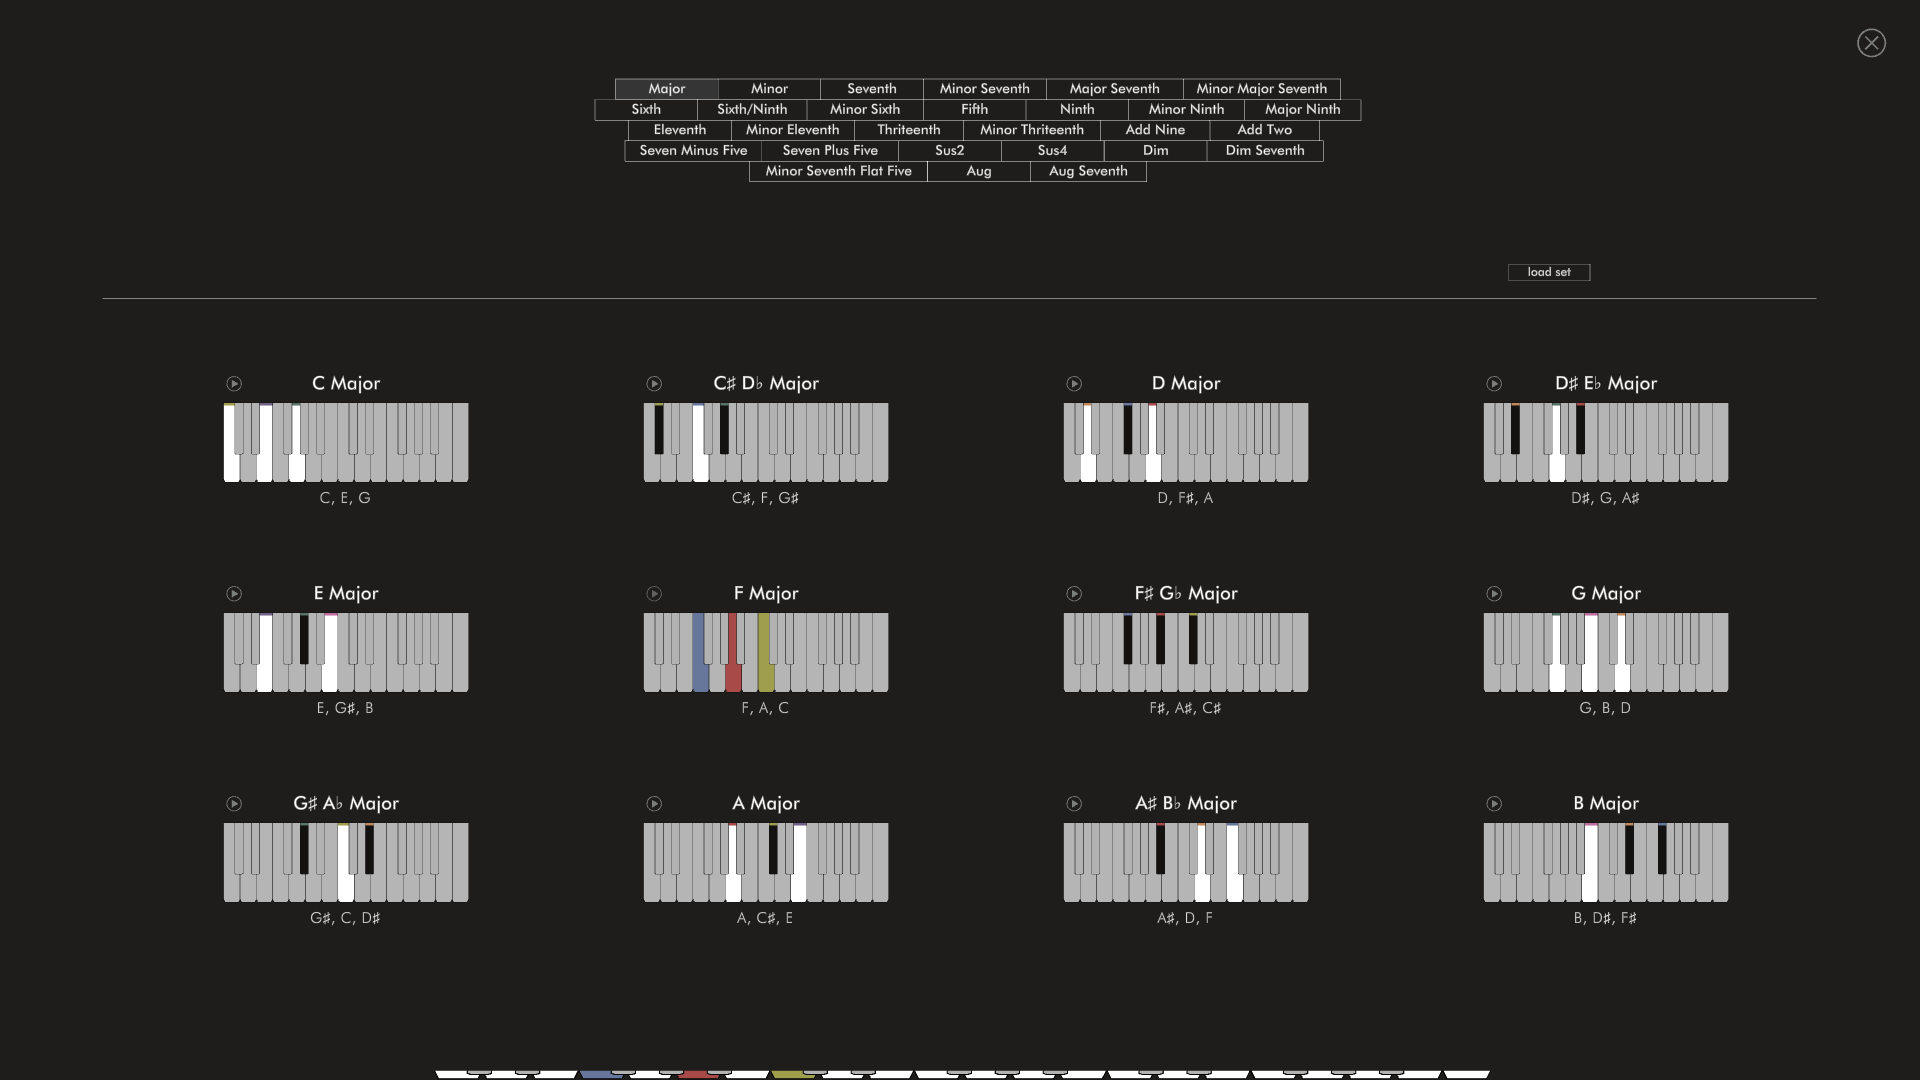 Major Minor Seventh Minor Seventh Major Seventh Minor Major Seventh
Sixth Sixth/Ninth Minor Sixth Fifth Ninth Minor Ninth Major Ninth
Eleventh Minor Eleventh Thriteenth Minor Thriteenth Add Nine Add Two
Seven Minus Five Seven Plus Five Sus2 Sus4 Dim Dim Seventh
Minor Seventh Flat Five Aug Aug Seventh
load set
C Major C♯ D♭ Major D Major D♯ E♭ Major
C, E, G C♯, F, G♯ D, F♯, A D♯, G, A♯
E Major F Major F♯ G♭ Major G Major
E, G♯, B F, A, C F♯, A♯, C♯ G, B, D
G♯ A♭ Major A Major A♯ B♭ Major B Major
G♯, C, D♯ A, C♯, E A♯, D, F B, D♯, F♯